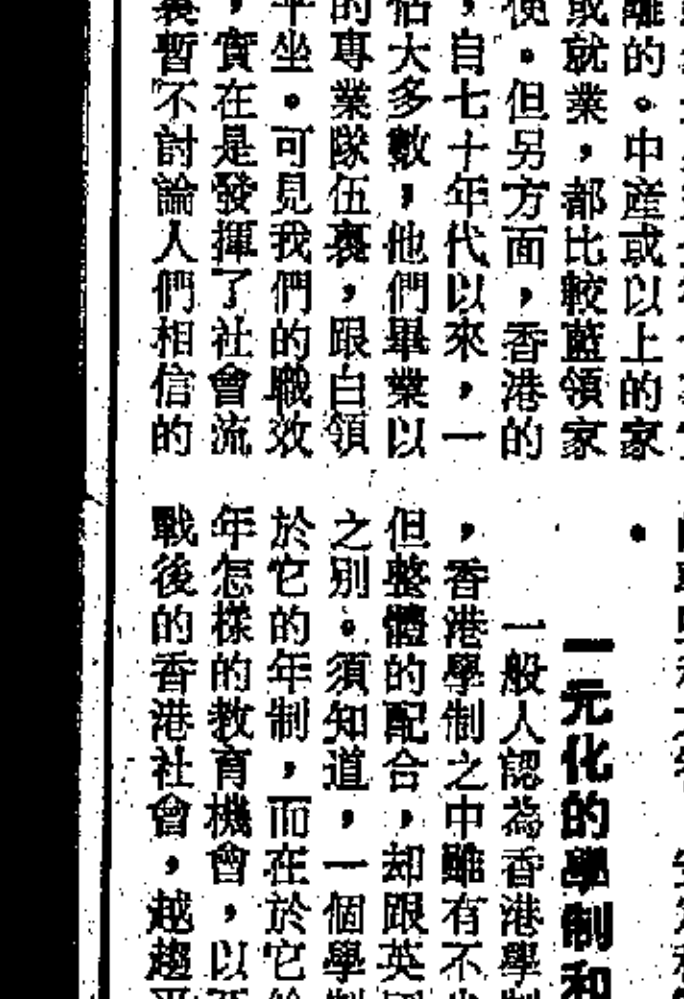 離的。中產或以上的家
或就業，都比較藍領家
便。但另方面，香港的
，自七十年代以來，一
佔大多數，他們畢業以
的專業隊伍裏，跟白領
平坐。可見我們的職效
，實在是發揮了社會流
暫不討論人們相信的
。
一元化的學制和
一般人認為香港學制
，香港學制之中雖有不
但整體的配合，却跟英
之別。須知道，一個學制
於它的年制，而在於它
年怎樣的教育機會，以
戰後的香港社會，越趨